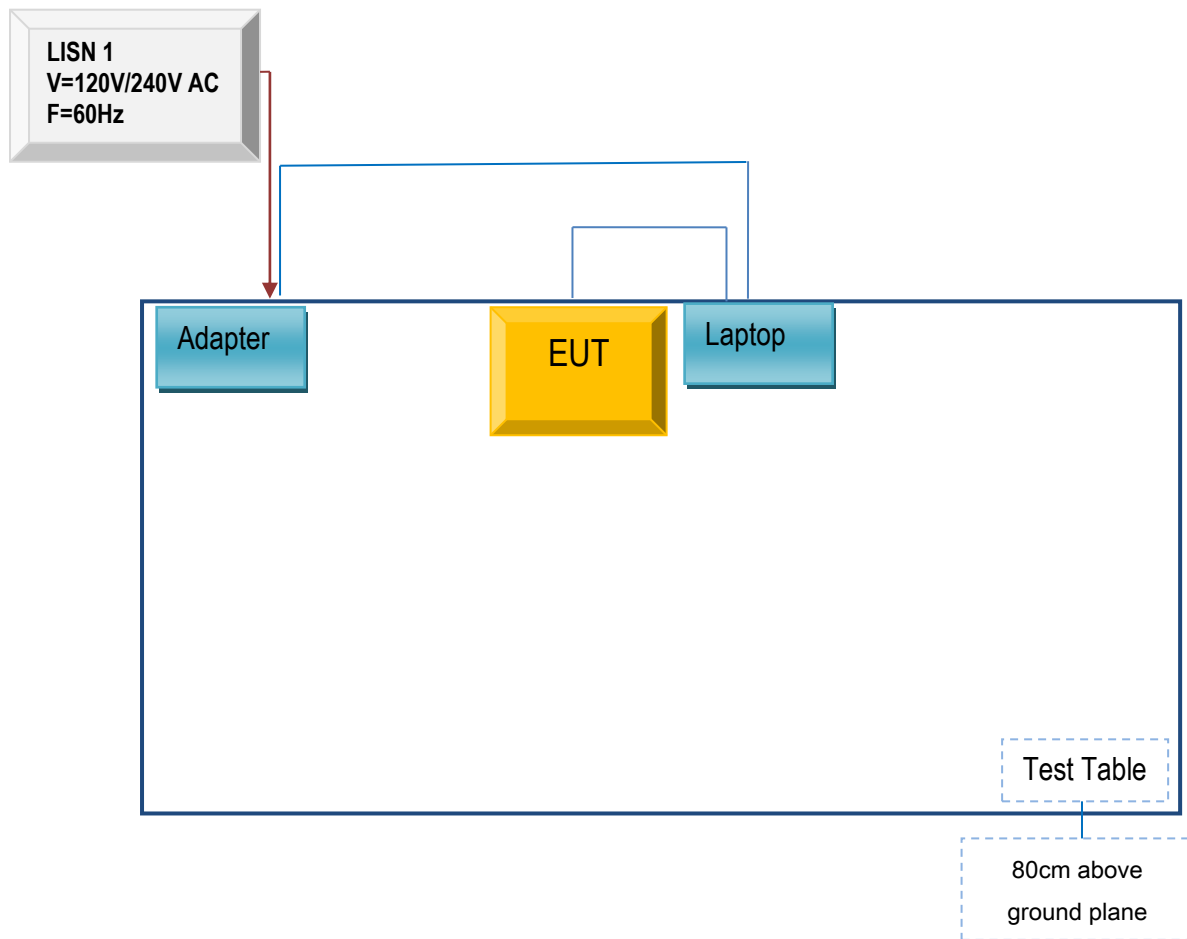 LISN 1
V=120V/240V AC
F=60Hz
Adapter
EUT
Laptop
Test Table
80cm above
ground plane